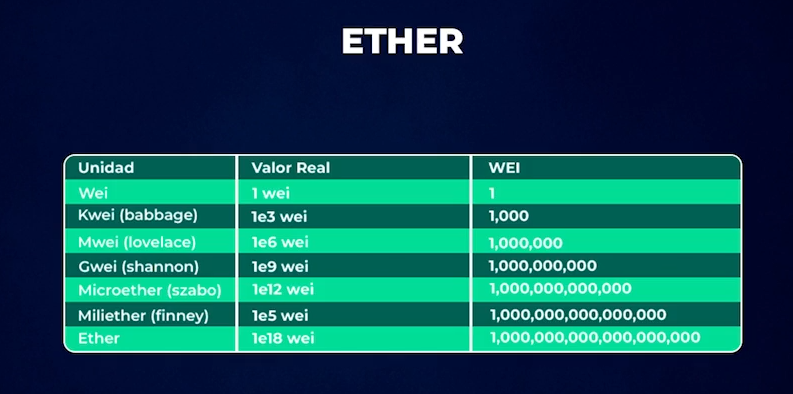 ETHER
Unidad Valor Real WEI
Wei 1 wei 1
Kwei (babbage) 1e3 wei 1,000
Mwei (lovelace) 1e6 wei 1,000,000
Gwei (shannon) 1e9 wei 1,000,000,000
Microether (szabo) 1e12 wei 1,000,000,000,000
Miliether (finney) 1e5 wei 1,000,000,000,000,000
Ether 1e18 wei 1,000,000,000,000,000,000